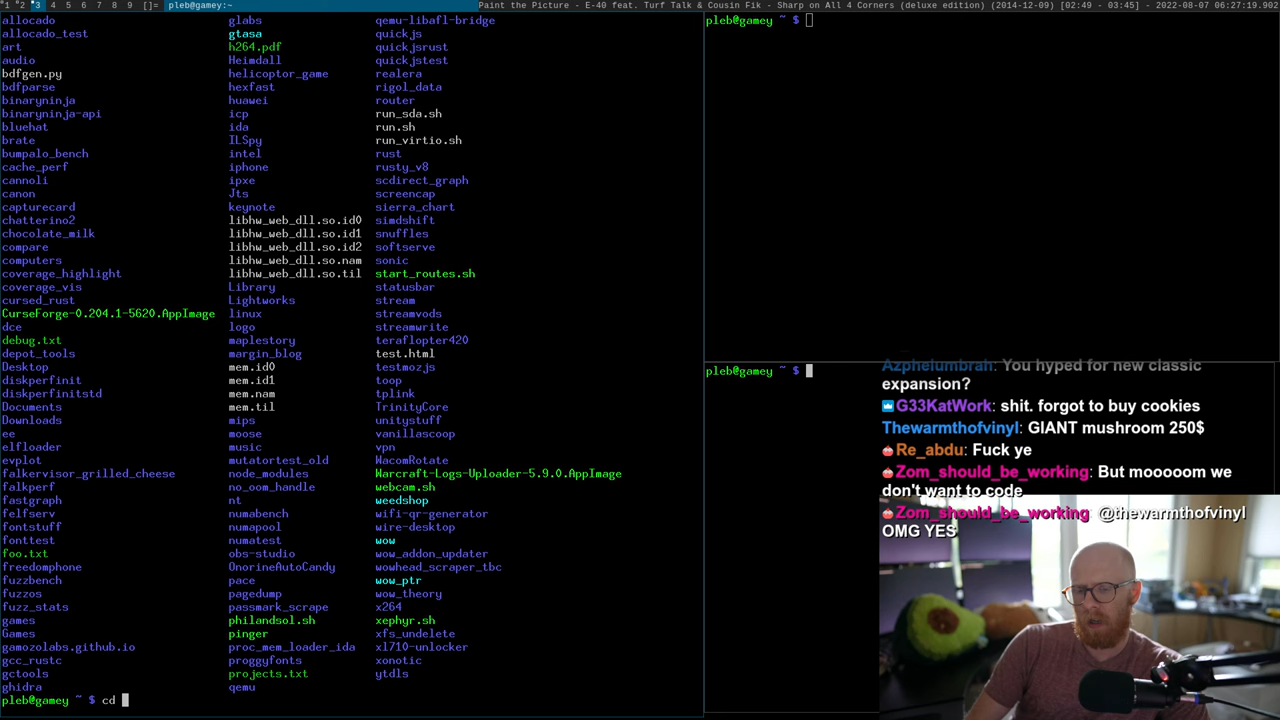 1 2 3 4 5 6 7 8 9 []= pleb@gamey:~ Paint the Picture - E-40 feat. Turf Talk & Cousin Fik - Sharp on All 4 Corners (deluxe edition) (2014-12-09) [02:49 - 03:45] - 2022-08-07 06:27:19.902
allocado glabs qemu-libafl-bridge
allocado_test gtasa quickjs
art h264.pdf quickjsrust
audio Heimdall quickjstest
bdfgen.py helicoptor_game realera
bdfparse hexfast rigol_data
binaryninja huawei router
binaryninja-api icp run_sda.sh
bluehat ida run.sh
brate ILSpy run_virtio.sh
bumpalo_bench intel rust
cache_perf iphone rusty_v8
cannoli ipxe scdirect_graph
canon Jts screencap
capturecard keynote sierra_chart
chatterino2 libhw_web_dll.so.id0 simdshift
chocolate_milk libhw_web_dll.so.id1 snuffles
compare libhw_web_dll.so.id2 softserve
computers libhw_web_dll.so.nam sonic
coverage_highlight libhw_web_dll.so.til start_routes.sh
coverage_vis Library statusbar
cursed_rust Lightworks stream
CurseForge-0.204.1-5620.AppImage linux streamvods
dce logo streamwrite
debug.txt maplestory teraflopter420
depot_tools margin_blog test.html
Desktop mem.id0 testmozjs
diskperfinit mem.id1 toop
diskperfinitstd mem.nam tplink
Documents mem.til TrinityCore
Downloads mips unitystuff
ee moose vanillascoop
elfloader music vpn
evplot mutatortest_old WacomRotate
falkervisor_grilled_cheese node_modules Warcraft-Logs-Uploader-5.9.0.AppImage
falkperf no_oom_handle webcam.sh
fastgraph nt weedshop
felfserv numabench wifi-qr-generator
fontstuff numapool wire-desktop
fonttest numatest wow
foo.txt obs-studio wow_addon_updater
freedomphone OnorineAutoCandy wowhead_scraper_tbc
fuzzbench pace wow_ptr
fuzzos pagedump wow_theory
fuzz_stats passmark_scrape x264
games philandsol.sh xephyr.sh
Games pinger xfs_undelete
gamozolabs.github.io proc_mem_loader_ida xl710-unlocker
gcc_rustc proggyfonts xonotic
gctools projects.txt ytdls
ghidra qemu
pleb@gamey ~ $ cd
pleb@gamey ~ $
pleb@gamey ~ $
Azphelumbrah: You hyped for new classic
expansion?
G33KatWork: shit. forgot to buy cookies
Thewarmthofvinyl: GIANT mushroom 250$
Re_abdu: Fuck ye
Zom_should_be_working: But mooooom we
don't want to code
Zom_should_be_working: @thewarmthofvinyl
OMG YES